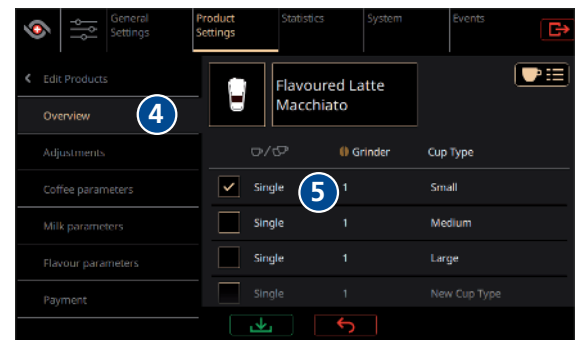 General Settings
Product Settings
Statistics
System
Events
Edit Products
Overview
4
Adjustments
Coffee parameters
Milk parameters
Flavour parameters
Payment
Flavoured Latte
Macchiato
Grinder
Cup Type
Single 5 1 Small
Single 1 Medium
Single 1 Large
Single 1 New Cup Type